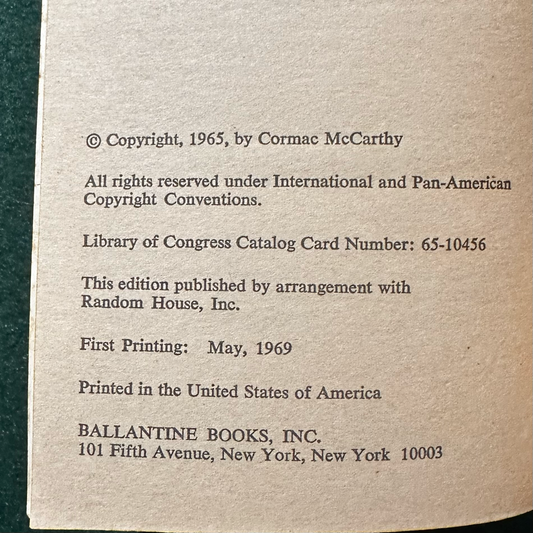 © Copyright, 1965, by Cormac McCarthy
All rights reserved under International and Pan-American
Copyright Conventions.
Library of Congress Catalog Card Number: 65-10456
This edition published by arrangement with
Random House, Inc.
First Printing: May, 1969
Printed in the United States of America
BALLANTINE BOOKS, INC.
101 Fifth Avenue, New York, New York 10003